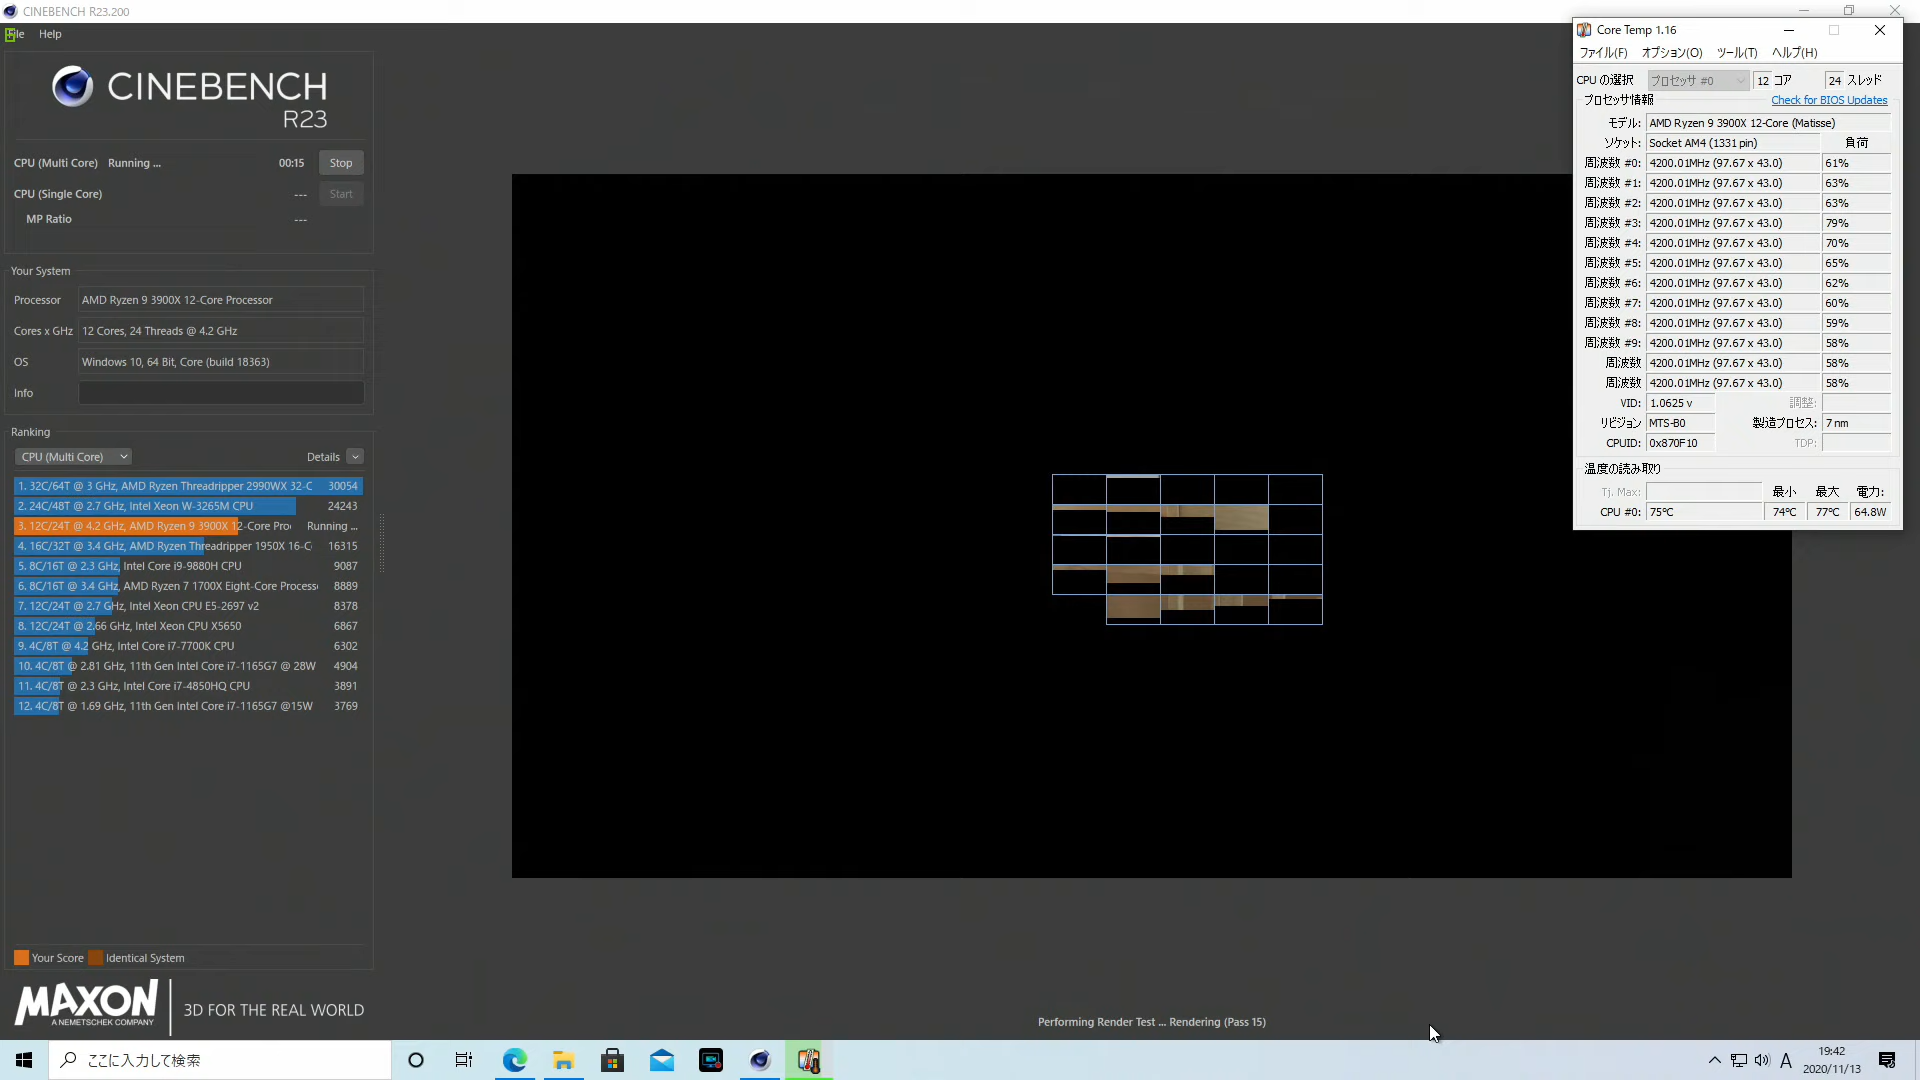 CINEBENCH R23.200
File Help
CINEBENCH
R23
CPU (Multi Core) Running ... 00:15 Stop
CPU (Single Core) --- Start
MP Ratio ---
Your System
Processor AMD Ryzen 9 3900X 12-Core Processor
Cores x GHz 12 Cores, 24 Threads @ 4.2 GHz
OS Windows 10, 64 Bit, Core (build 18363)
Info
Ranking
CPU (Multi Core) Details
1. 32C/64T @ 3 GHz, AMD Ryzen Threadripper 2990WX 32-C 30054
2. 24C/48T @ 2.7 GHz, Intel Xeon W-3265M CPU 24243
3. 12C/24T @ 4.2 GHz, AMD Ryzen 9 3900X 12-Core Proc Running ...
4. 16C/32T @ 3.4 GHz, AMD Ryzen Threadripper 1950X 16-C 16315
5. 8C/16T @ 2.3 GHz, Intel Core i9-9880H CPU 9087
6. 8C/16T @ 3.4 GHz, AMD Ryzen 7 1700X Eight-Core Process 8889
7. 12C/24T @ 2.7 GHz, Intel Xeon CPU E5-2697 v2 8378
8. 12C/24T @ 2.66 GHz, Intel Xeon CPU X5650 6867
9. 4C/8T @ 4.2 GHz, Intel Core i7-7700K CPU 6302
10. 4C/8T @ 2.81 GHz, 11th Gen Intel Core i7-1165G7 @ 28W 4904
11. 4C/8T @ 2.3 GHz, Intel Core i7-4850HQ CPU 3891
12. 4C/8T @ 1.69 GHz, 11th Gen Intel Core i7-1165G7 @15W 3769
Your Score Identical System
MAXON
A NEMETSCHEK COMPANY
3D FOR THE REAL WORLD
Performing Render Test ... Rendering (Pass 15)
Core Temp 1.16
ファイル(F) オプション(O) ツール(T) ヘルプ(H)
CPU の選択 プロセッサ #0 12 コア 24 スレッド
プロセッサ情報 Check for BIOS Updates
モデル: AMD Ryzen 9 3900X 12-Core (Matisse)
ソケット: Socket AM4 (1331 pin) 負荷
周波数 #0: 4200.01MHz (97.67 x 43.0) 61%
周波数 #1: 4200.01MHz (97.67 x 43.0) 63%
周波数 #2: 4200.01MHz (97.67 x 43.0) 63%
周波数 #3: 4200.01MHz (97.67 x 43.0) 79%
周波数 #4: 4200.01MHz (97.67 x 43.0) 70%
周波数 #5: 4200.01MHz (97.67 x 43.0) 65%
周波数 #6: 4200.01MHz (97.67 x 43.0) 62%
周波数 #7: 4200.01MHz (97.67 x 43.0) 60%
周波数 #8: 4200.01MHz (97.67 x 43.0) 59%
周波数 #9: 4200.01MHz (97.67 x 43.0) 58%
周波数 4200.01MHz (97.67 x 43.0) 58%
周波数 4200.01MHz (97.67 x 43.0) 58%
VID: 1.0625 v 調整:
リビジョン MTS-B0 製造プロセス: 7 nm
CPUID: 0x870F10 TDP:
温度の読み取り
Tj. Max: 最小 最大 電力:
CPU #0: 75℃ 74℃ 77℃ 64.8W
ここに入力して検索
A 19:42
2020/11/13